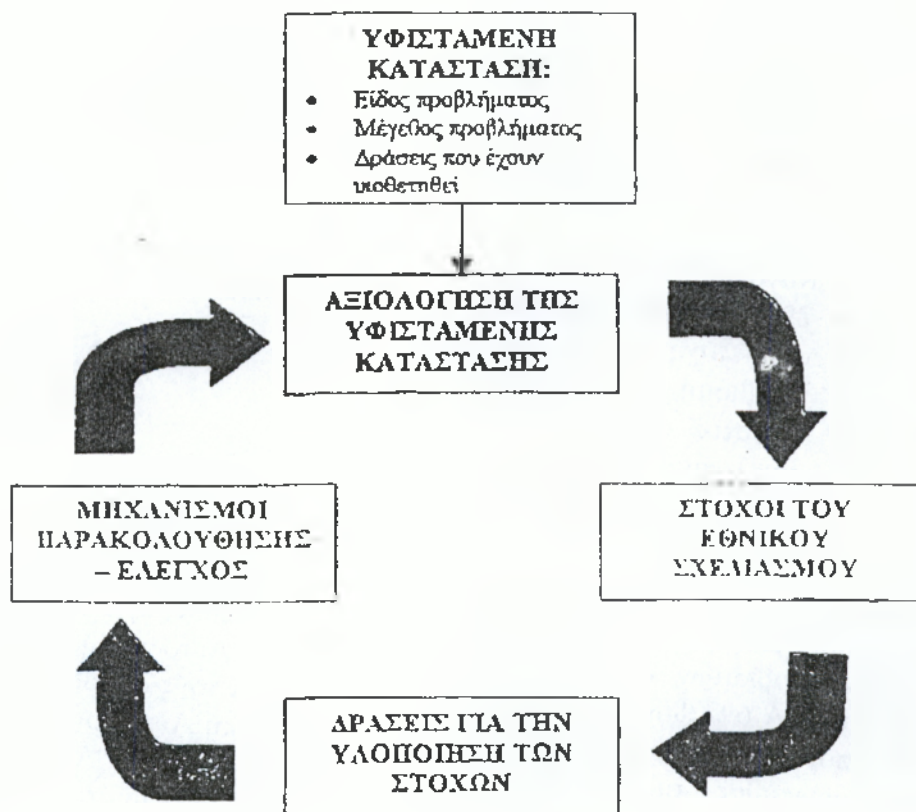 ΥΦΙΣΤΑΜΕΝΗ
ΚΑΤΑΣΤΑΣΗ:
• Είδος προβλήματος
• Μέγεθος προβλήματος
• Δράσεις που έχουν
υιοθετηθεί
ΑΞΙΟΛΟΓΗΣΗ ΤΗΣ
ΥΦΙΣΤΑΜΕΝΗΣ
ΚΑΤΑΣΤΑΣΗΣ
ΣΤΟΧΟΙ ΤΟΥ
ΕΘΝΙΚΟΥ
ΣΧΕΔΙΑΣΜΟΥ
ΔΡΑΣΕΙΣ ΓΙΑ ΤΗΝ
ΥΛΟΠΟΙΗΣΗ ΤΩΝ
ΣΤΟΧΩΝ
ΜΗΧΑΝΙΣΜΟΙ
ΠΑΡΑΚΟΛΟΥΘΗΣΗΣ
– ΕΛΕΓΧΟΣ